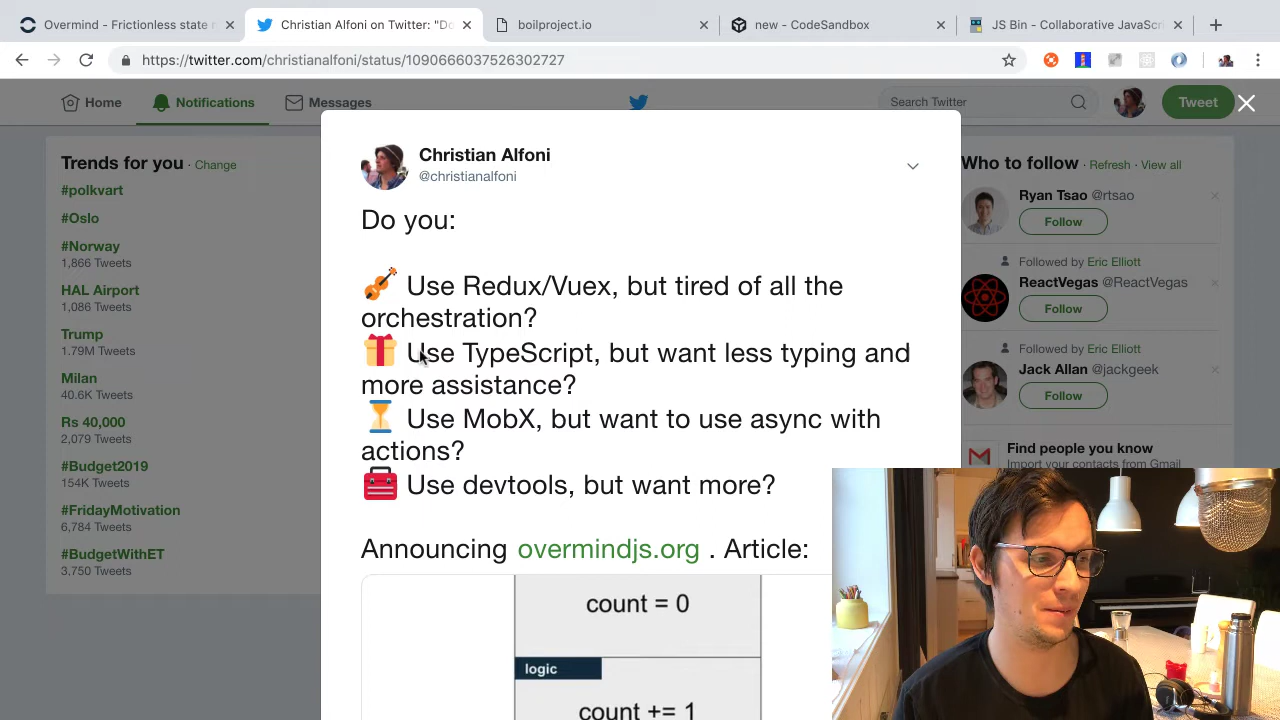 Overmind - Frictionless state
Christian Alfoni on Twitter: "Do
boilproject.io
new - CodeSandbox
JS Bin - Collaborative JavaScri
https://twitter.com/christianalfoni/status/1090666037526302727
Home
Notifications
Messages
Search Twitter
Tweet
Trends for you · Change
#polkvart
#Oslo
#Norway
1,866 Tweets
HAL Airport
1,086 Tweets
Trump
1.79M Tweets
Milan
40.6K Tweets
Rs 40,000
2,079 Tweets
#Budget2019
154K Tweets
#FridayMotivation
6,784 Tweets
#BudgetWithET
3,750 Tweets
Christian Alfoni
@christianalfoni
Do you:
🎻 Use Redux/Vuex, but tired of all the
orchestration?
🎁 Use TypeScript, but want less typing and
more assistance?
⏳ Use MobX, but want to use async with
actions?
🧰 Use devtools, but want more?
Announcing overmindjs.org . Article:
count = 0
logic
count += 1
Who to follow · Refresh · View all
Ryan Tsao @rtsao
Follow
Followed by Eric Elliott
ReactVegas @ReactVegas
Follow
Followed by Eric Elliott
Jack Allan @jackgeek
Follow
Find people you know
Import your contacts from Gmail